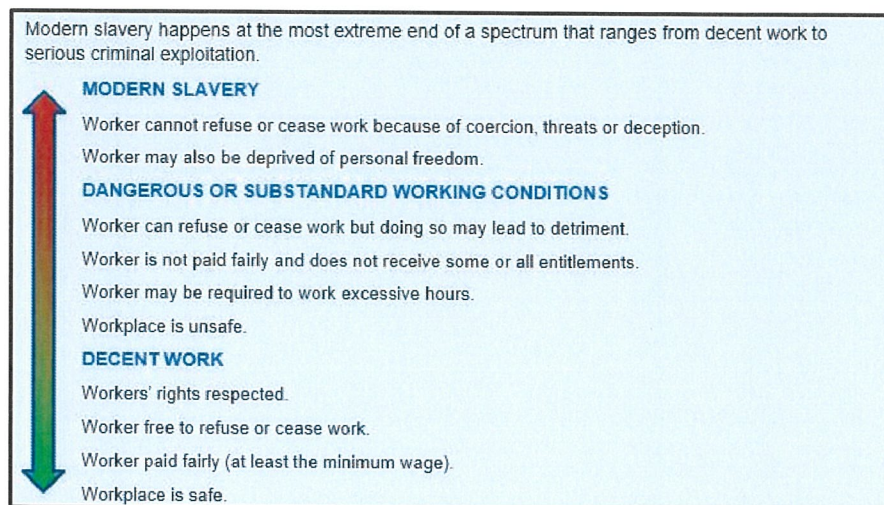 Modern slavery happens at the most extreme end of a spectrum that ranges from decent work to
serious criminal exploitation.
MODERN SLAVERY
Worker cannot refuse or cease work because of coercion, threats or deception.
Worker may also be deprived of personal freedom.
DANGEROUS OR SUBSTANDARD WORKING CONDITIONS
Worker can refuse or cease work but doing so may lead to detriment.
Worker is not paid fairly and does not receive some or all entitlements.
Worker may be required to work excessive hours.
Workplace is unsafe.
DECENT WORK
Workers' rights respected.
Worker free to refuse or cease work.
Worker paid fairly (at least the minimum wage).
Workplace is safe.